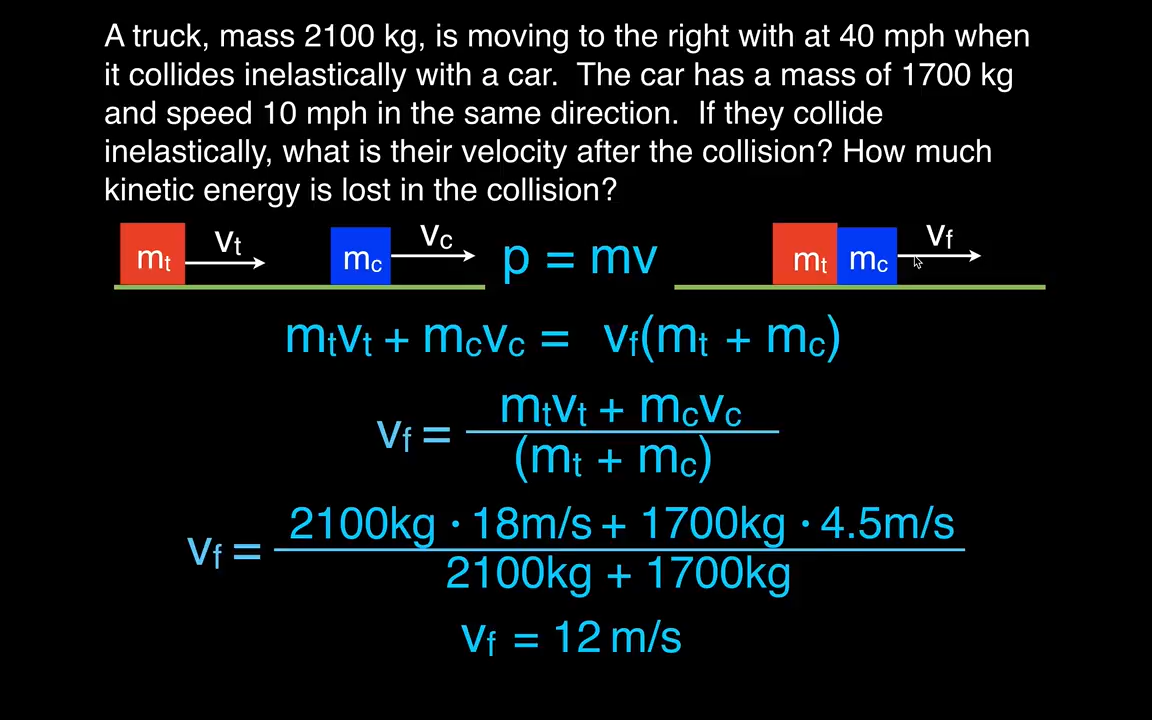 A truck, mass 2100 kg, is moving to the right with at 40 mph when
it collides inelastically with a car. The car has a mass of 1700 kg
and speed 10 mph in the same direction. If they collide
inelastically, what is their velocity after the collision? How much
kinetic energy is lost in the collision?
mt vt mc vc p = mv mt mc vf
mtvt + mcvc = vf(mt + mc)
vf = mtvt + mcvc
(mt + mc)
vf = 2100kg · 18m/s + 1700kg · 4.5m/s
2100kg + 1700kg
vf = 12 m/s